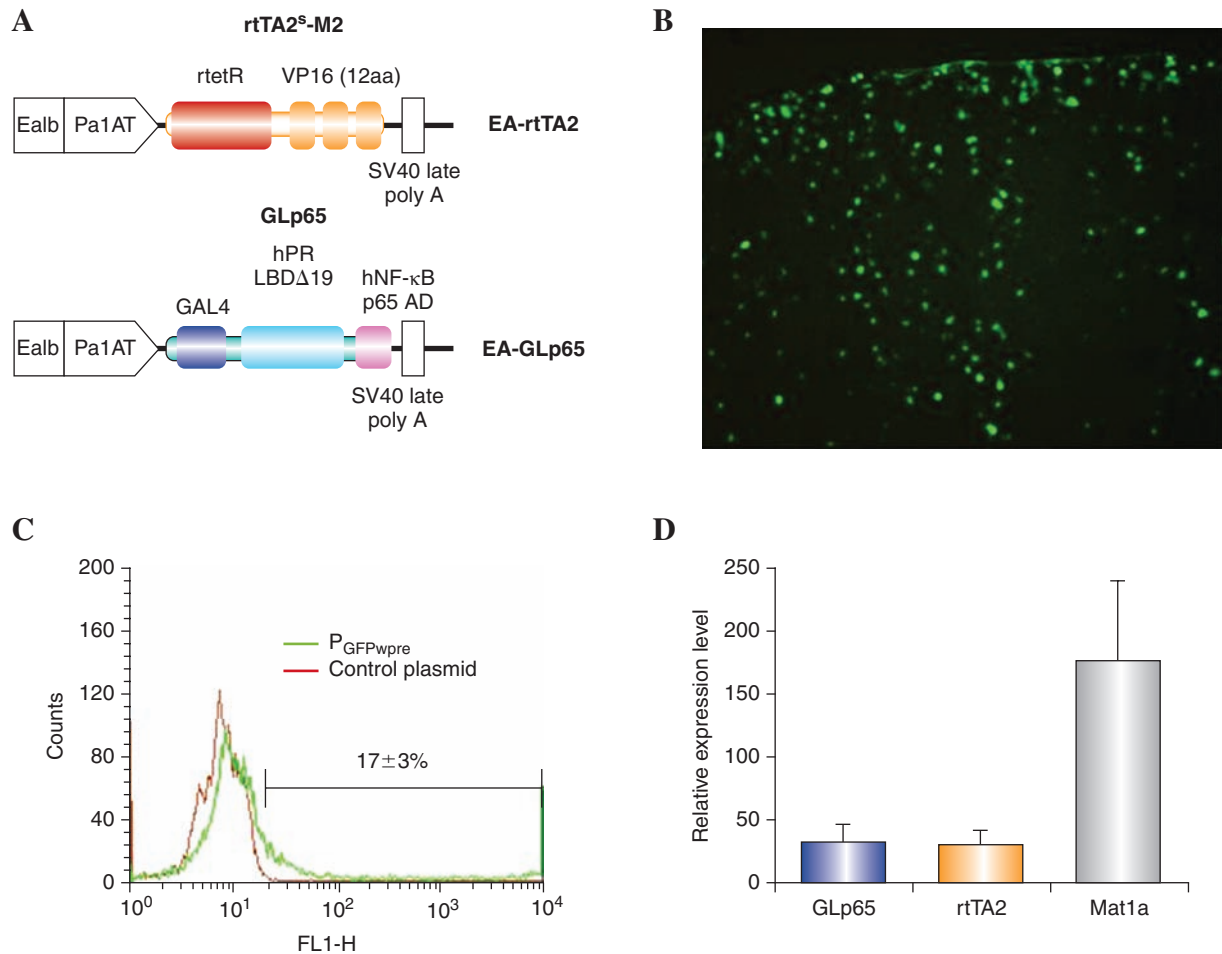 A
rtTA2ˢ-M2
rtetR
VP16 (12aa)
Ealb
Pa1AT
EA-rtTA2
SV40 late
poly A
GLp65
hPR
LBDΔ19
hNF-κB
p65 AD
GAL4
Ealb
Pa1AT
EA-GLp65
SV40 late
poly A
B
C
200
160
120
80
40
0
Counts
P_GFPwpre
Control plasmid
17±3%
10⁰
10¹
10²
10³
10⁴
FL1-H
D
250
200
150
100
50
0
Relative expression level
GLp65
rtTA2
Mat1a